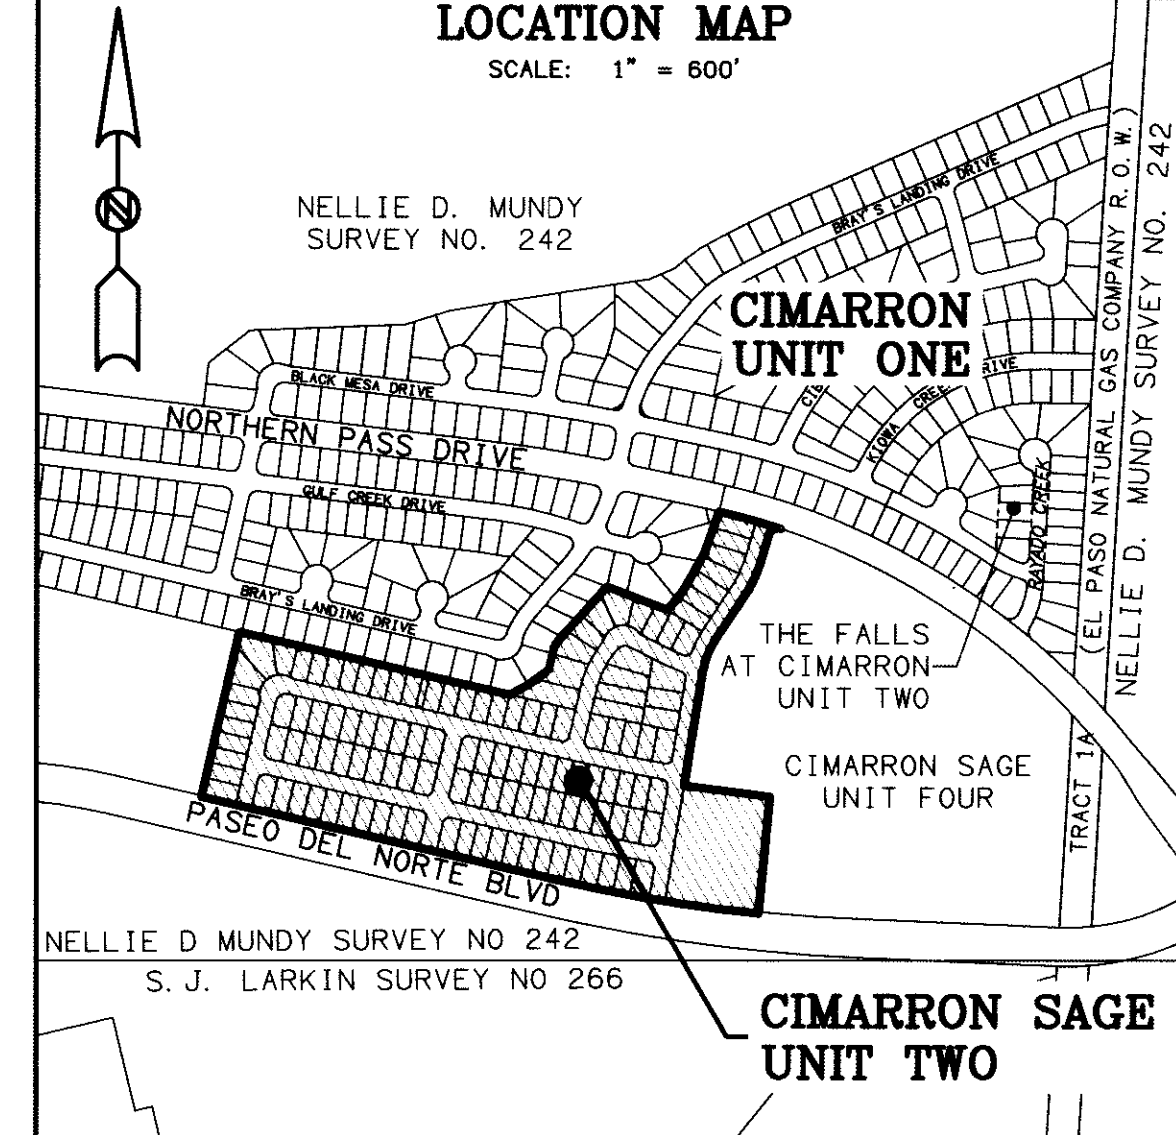 LOCATION MAP
SCALE: 1" = 600'
N
NELLIE D. MUNDY
SURVEY NO. 242
BRAY'S LANDING DRIVE
CIMARRON
UNIT ONE
BLACK MESA DRIVE
NORTHERN PASS DRIVE
GULF CREEK DRIVE
BRAY'S LANDING DRIVE
KIOWA CREE
RIVE
RAYADO CREEK
TRACT 1A (EL PASO NATURAL GAS COMPANY R. O. W.)
NELLIE D. MUNDY SURVEY NO. 242
THE FALLS
AT CIMARRON
UNIT TWO
CIMARRON SAGE
UNIT FOUR
PASEO DEL NORTE BLVD
NELLIE D MUNDY SURVEY NO 242
S. J. LARKIN SURVEY NO 266
CIMARRON SAGE
UNIT TWO